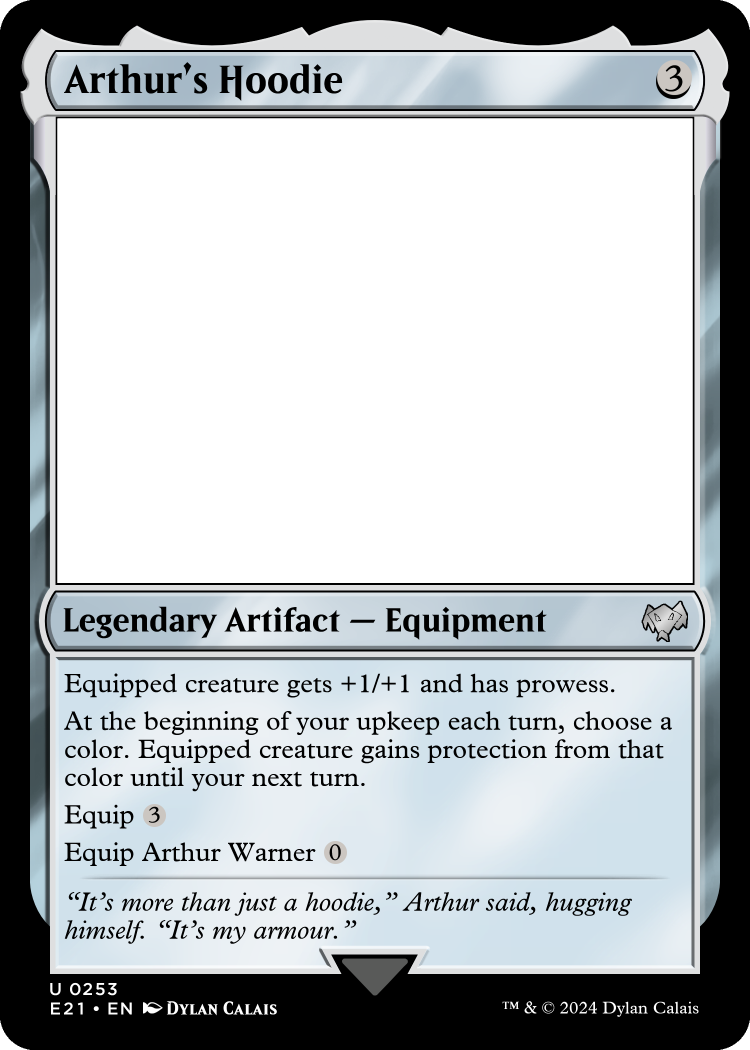 Arthur's Hoodie 3
Legendary Artifact — Equipment
Equipped creature gets +1/+1 and has prowess.
At the beginning of your upkeep each turn, choose a
color. Equipped creature gains protection from that
color until your next turn.
Equip 3
Equip Arthur Warner 0
“It's more than just a hoodie,” Arthur said, hugging
himself. “It's my armour.”
U 0253
E21 • EN DYLAN CALAIS
™ & © 2024 Dylan Calais